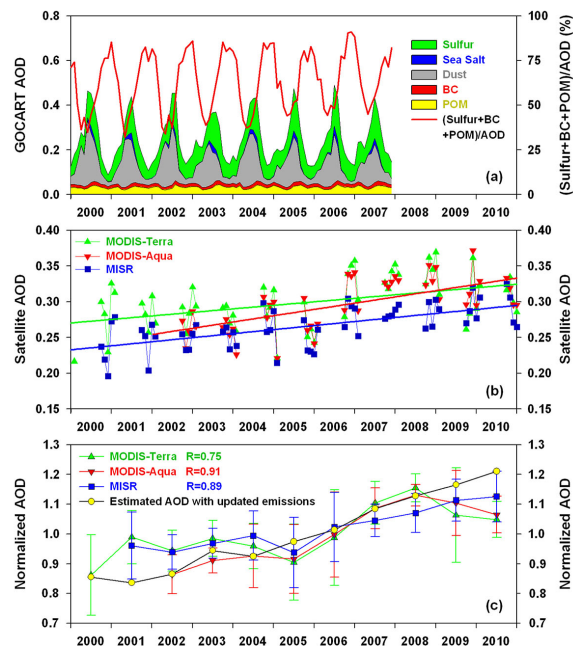 0.8
0.6
0.4
0.2
0.0
GOCART AOD
100
75
50
25
0
(Sulfur+BC+POM)/AOD (%)
Sulfur
Sea Salt
Dust
BC
POM
(Sulfur+BC
+POM)/AOD
(a)
2000 2001 2002 2003 2004 2005 2006 2007 2008 2009 2010
0.40
0.35
0.30
0.25
0.20
0.15
Satellite AOD
0.40
0.35
0.30
0.25
0.20
0.15
Satellite AOD
MODIS-Terra
MODIS-Aqua
MISR
(b)
2000 2001 2002 2003 2004 2005 2006 2007 2008 2009 2010
1.3
1.2
1.1
1.0
0.9
0.8
0.7
Normalized AOD
1.3
1.2
1.1
1.0
0.9
0.8
0.7
Normalized AOD
MODIS-Terra R=0.75
MODIS-Aqua R=0.91
MISR R=0.89
Estimated AOD with updated emissions
(c)
2000 2001 2002 2003 2004 2005 2006 2007 2008 2009 2010